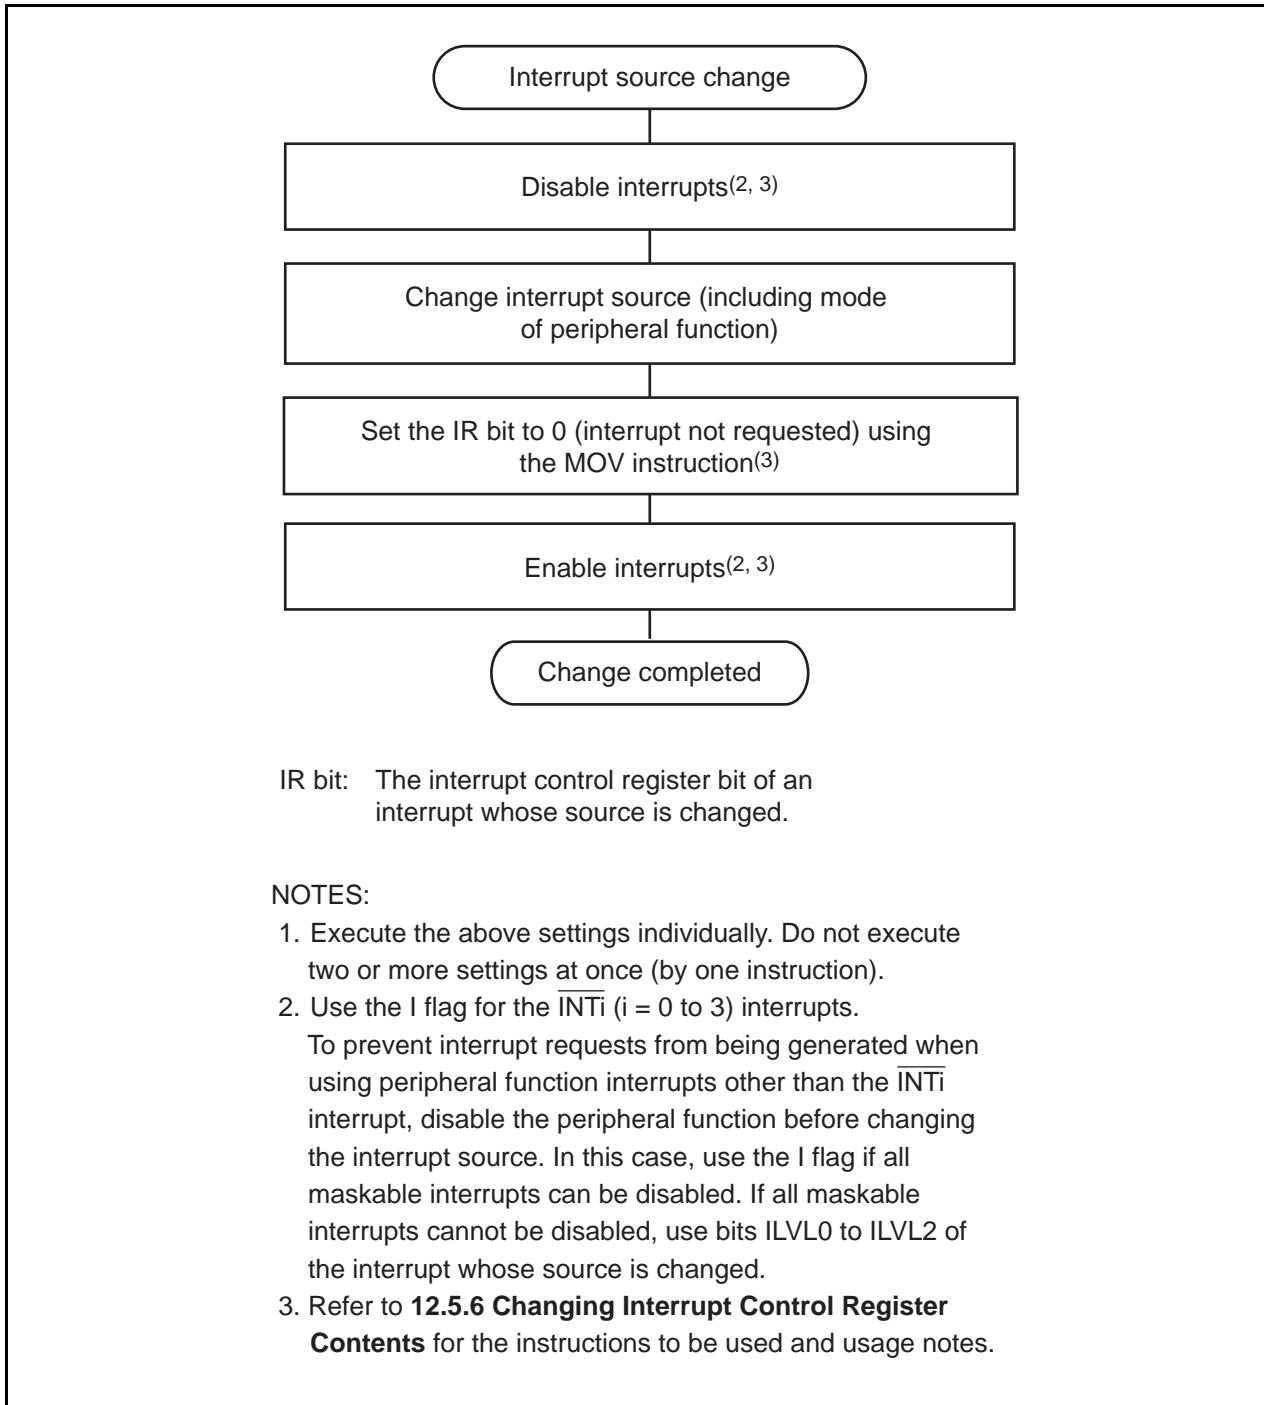 Interrupt source change
Disable interrupts(2, 3)
Change interrupt source (including mode
of peripheral function)
Set the IR bit to 0 (interrupt not requested) using
the MOV instruction(3)
Enable interrupts(2, 3)
Change completed
IR bit: The interrupt control register bit of an
interrupt whose source is changed.
NOTES:
1. Execute the above settings individually. Do not execute
two or more settings at once (by one instruction).
2. Use the I flag for the INTi (i = 0 to 3) interrupts.
To prevent interrupt requests from being generated when
using peripheral function interrupts other than the INTi
interrupt, disable the peripheral function before changing
the interrupt source. In this case, use the I flag if all
maskable interrupts can be disabled. If all maskable
interrupts cannot be disabled, use bits ILVL0 to ILVL2 of
the interrupt whose source is changed.
3. Refer to 12.5.6 Changing Interrupt Control Register
Contents for the instructions to be used and usage notes.